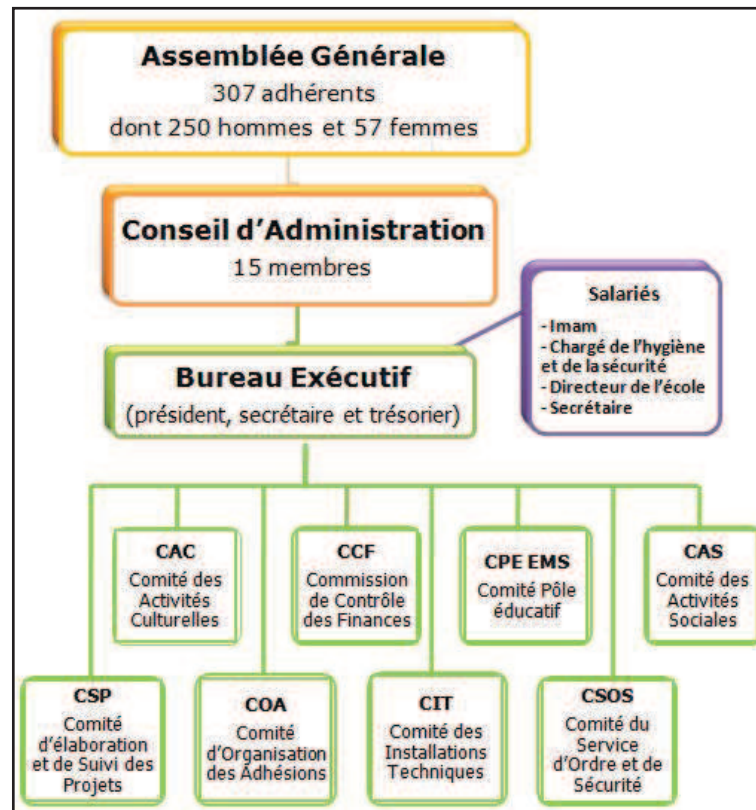 Assemblée Générale
307 adhérents
dont 250 hommes et 57 femmes
Conseil d’Administration
15 membres
Salariés
- Imam
- Chargé de l’hygiène
et de la sécurité
- Directeur de l’école
- Secrétaire
Bureau Exécutif
(président, secrétaire et trésorier)
CAC
Comité des
Activités
Culturelles
CCF
Commission
de Contrôle
des Finances
CPE EMS
Comité Pôle
éducatif
CAS
Comité des
Activités
Sociales
CSP
Comité
d’élaboration
et de Suivi des
Projets
COA
Comité
d’Organisation
des Adhésions
CIT
Comité des
Installations
Techniques
CSOS
Comité du
Service
d’Ordre et de
Sécurité